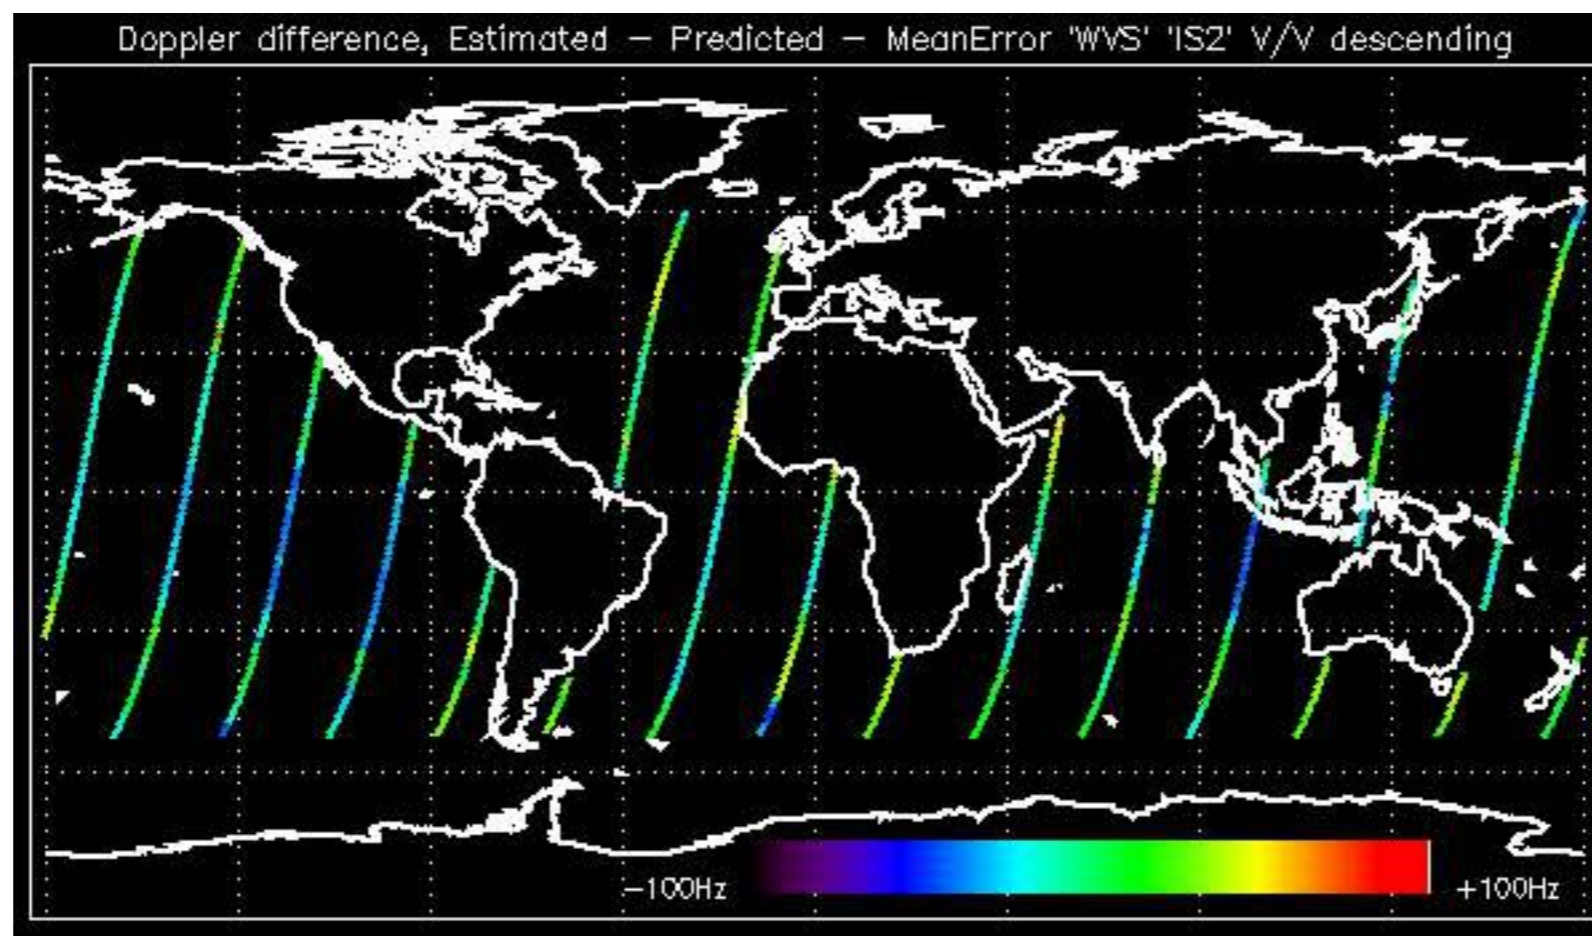 Doppler difference, Estimated - Predicted - MeanError 'WVS' 'IS2' V/V descending
-100Hz
+100Hz